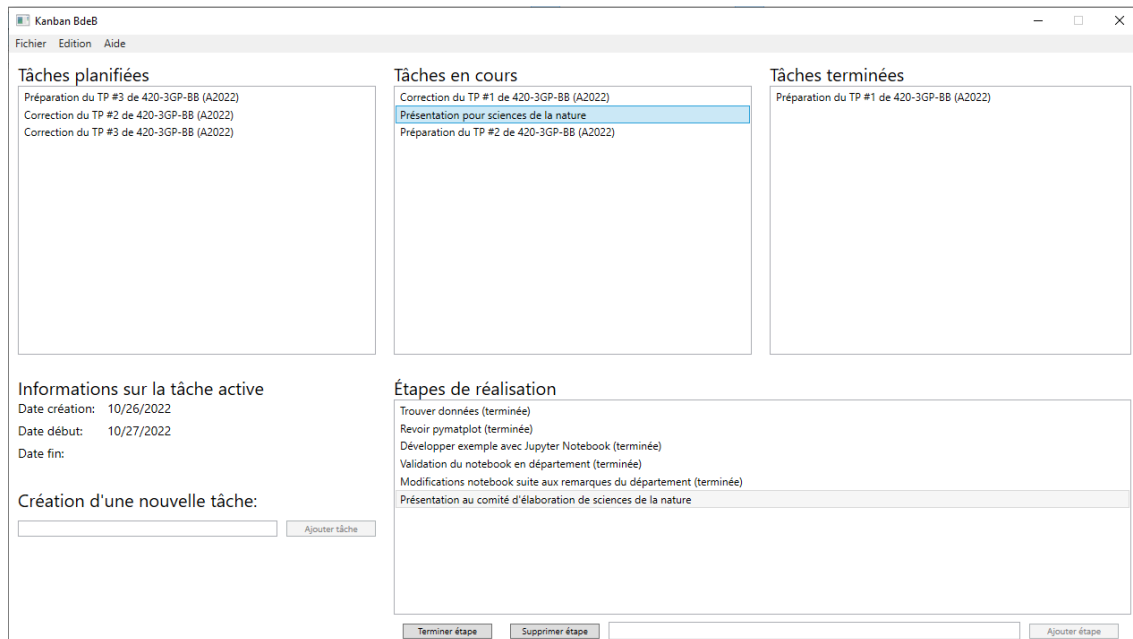 Kanban BdeB
Fichier Edition Aide
Tâches planifiées
Préparation du TP #3 de 420-3GP-BB (A2022)
Correction du TP #2 de 420-3GP-BB (A2022)
Correction du TP #3 de 420-3GP-BB (A2022)
Tâches en cours
Correction du TP #1 de 420-3GP-BB (A2022)
Présentation pour sciences de la nature
Préparation du TP #2 de 420-3GP-BB (A2022)
Tâches terminées
Préparation du TP #1 de 420-3GP-BB (A2022)
Informations sur la tâche active
Date création: 10/26/2022
Date début: 10/27/2022
Date fin:
Création d'une nouvelle tâche:
Ajouter tâche
Étapes de réalisation
Trouver données (terminée)
Revoir pymatplot (terminée)
Développer exemple avec Jupyter Notebook (terminée)
Validation du notebook en département (terminée)
Modifications notebook suite aux remarques du département (terminée)
Présentation au comité d'élaboration de sciences de la nature
Terminer étape Supprimer étape Ajouter étape